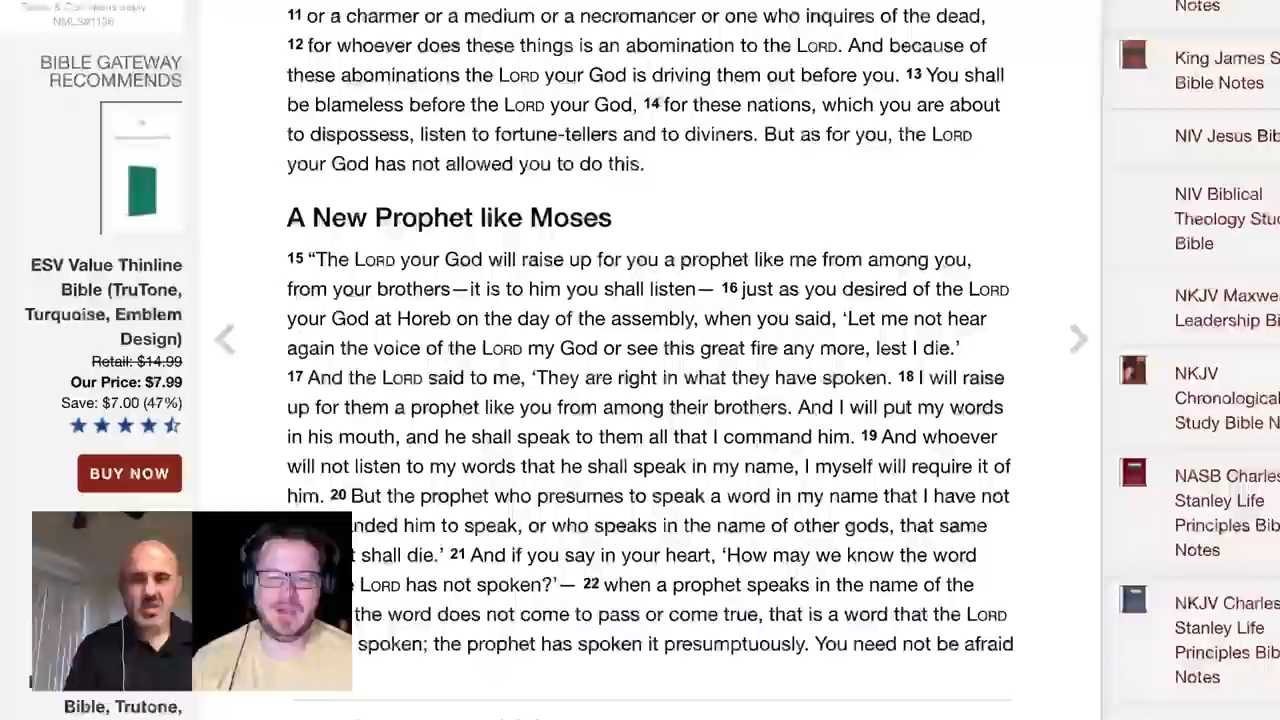 NMLS#1136
BIBLE GATEWAY
RECOMMENDS
ESV Value Thinline
Bible (TruTone,
Turquoise, Emblem
Design)
Retail: $14.99
Our Price: $7.99
Save: $7.00 (47%)
BUY NOW
Bible, Trutone,
11 or a charmer or a medium or a necromancer or one who inquires of the dead,
12 for whoever does these things is an abomination to the LORD. And because of
these abominations the LORD your God is driving them out before you. 13 You shall
be blameless before the LORD your God, 14 for these nations, which you are about
to dispossess, listen to fortune-tellers and to diviners. But as for you, the LORD
your God has not allowed you to do this.
A New Prophet like Moses
15 “The LORD your God will raise up for you a prophet like me from among you,
from your brothers—it is to him you shall listen— 16 just as you desired of the LORD
your God at Horeb on the day of the assembly, when you said, ‘Let me not hear
again the voice of the LORD my God or see this great fire any more, lest I die.’
17 And the LORD said to me, ‘They are right in what they have spoken. 18 I will raise
up for them a prophet like you from among their brothers. And I will put my words
in his mouth, and he shall speak to them all that I command him. 19 And whoever
will not listen to my words that he shall speak in my name, I myself will require it of
him. 20 But the prophet who presumes to speak a word in my name that I have not
nded him to speak, or who speaks in the name of other gods, that same
t shall die.’ 21 And if you say in your heart, ‘How may we know the word
LORD has not spoken?’— 22 when a prophet speaks in the name of the
the word does not come to pass or come true, that is a word that the LORD
spoken; the prophet has spoken it presumptuously. You need not be afraid
Notes
King James S
Bible Notes
NIV Jesus Bib
NIV Biblical
Theology Stu
Bible
NKJV Maxwe
Leadership Bi
NKJV
Chronological
Study Bible N
NASB Charles
Stanley Life
Principles Bib
Notes
NKJV Charles
Stanley Life
Principles Bib
Notes